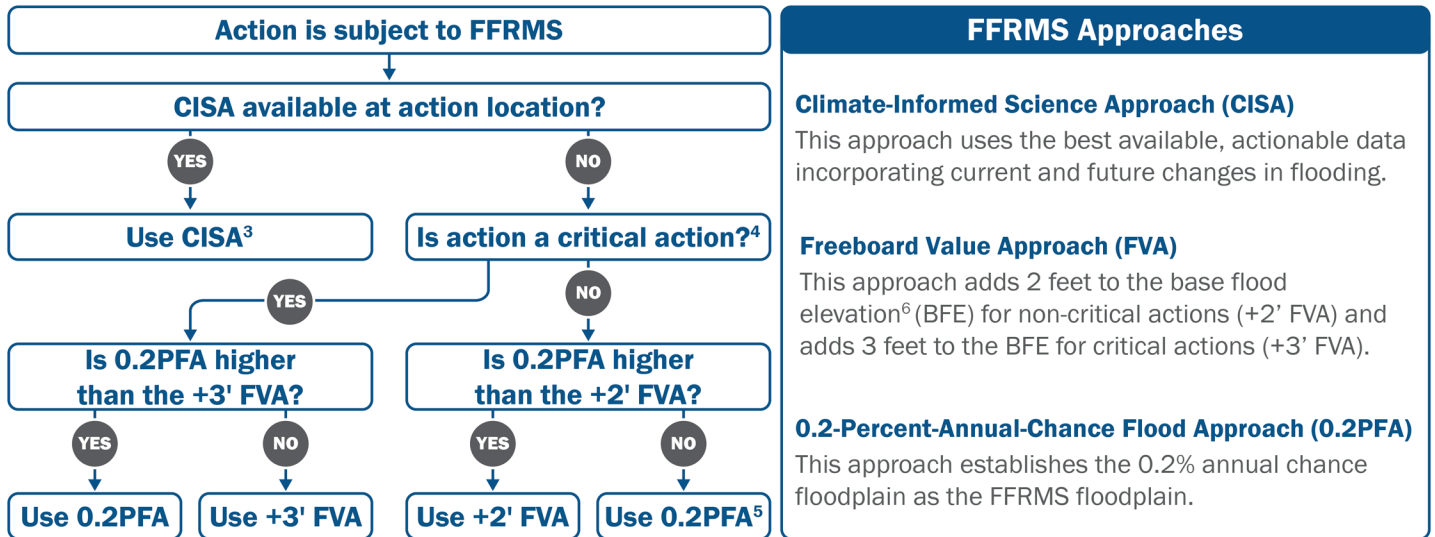 Action is subject to FFRMS
CISA available at action location?
YES
NO
Use CISA³
Is action a critical action?⁴
YES
NO
Is 0.2PFA higher
than the +3' FVA?
Is 0.2PFA higher
than the +2' FVA?
YES
NO
YES
NO
Use 0.2PFA
Use +3' FVA
Use +2' FVA
Use 0.2PFA⁵
FFRMS Approaches
Climate-Informed Science Approach (CISA)
This approach uses the best available, actionable data
incorporating current and future changes in flooding.
Freeboard Value Approach (FVA)
This approach adds 2 feet to the base flood
elevation⁶ (BFE) for non-critical actions (+2’ FVA) and
adds 3 feet to the BFE for critical actions (+3’ FVA).
0.2-Percent-Annual-Chance Flood Approach (0.2PFA)
This approach establishes the 0.2% annual chance
floodplain as the FFRMS floodplain.